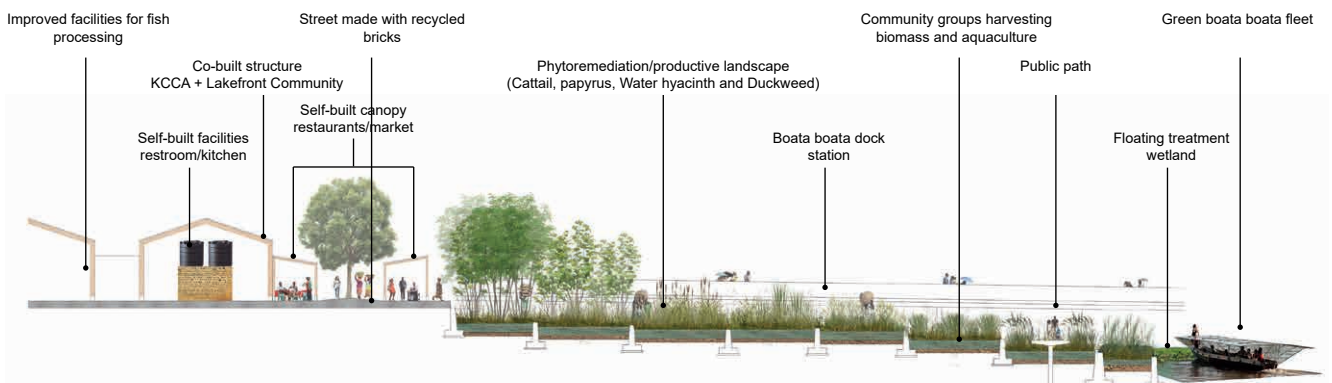 Improved facilities for fish
processing
Street made with recycled
bricks
Community groups harvesting
biomass and aquaculture
Green boata boata fleet
Co-built structure
KCCA + Lakefront Community
Phytoremediation/productive landscape
(Cattail, papyrus, Water hyacinth and Duckweed)
Public path
Self-built canopy
restaurants/market
Self-built facilities
restroom/kitchen
Boata boata dock
station
Floating treatment
wetland